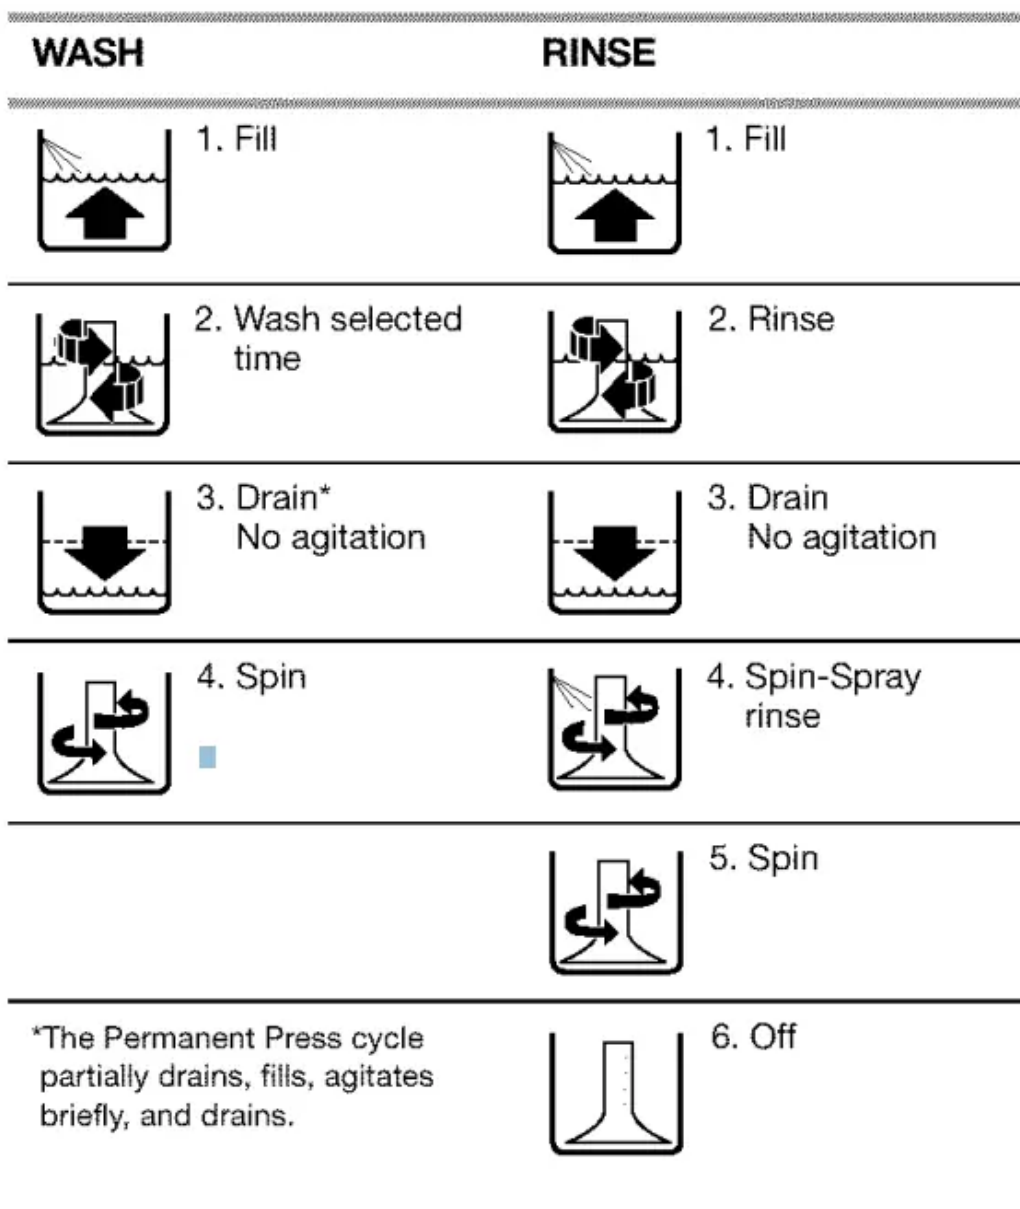 WASH
RINSE
1. Fill
1. Fill
2. Wash selected
time
2. Rinse
3. Drain*
No agitation
3. Drain
No agitation
4. Spin
4. Spin-Spray
rinse
5. Spin
*The Permanent Press cycle
partially drains, fills, agitates
briefly, and drains.
6. Off